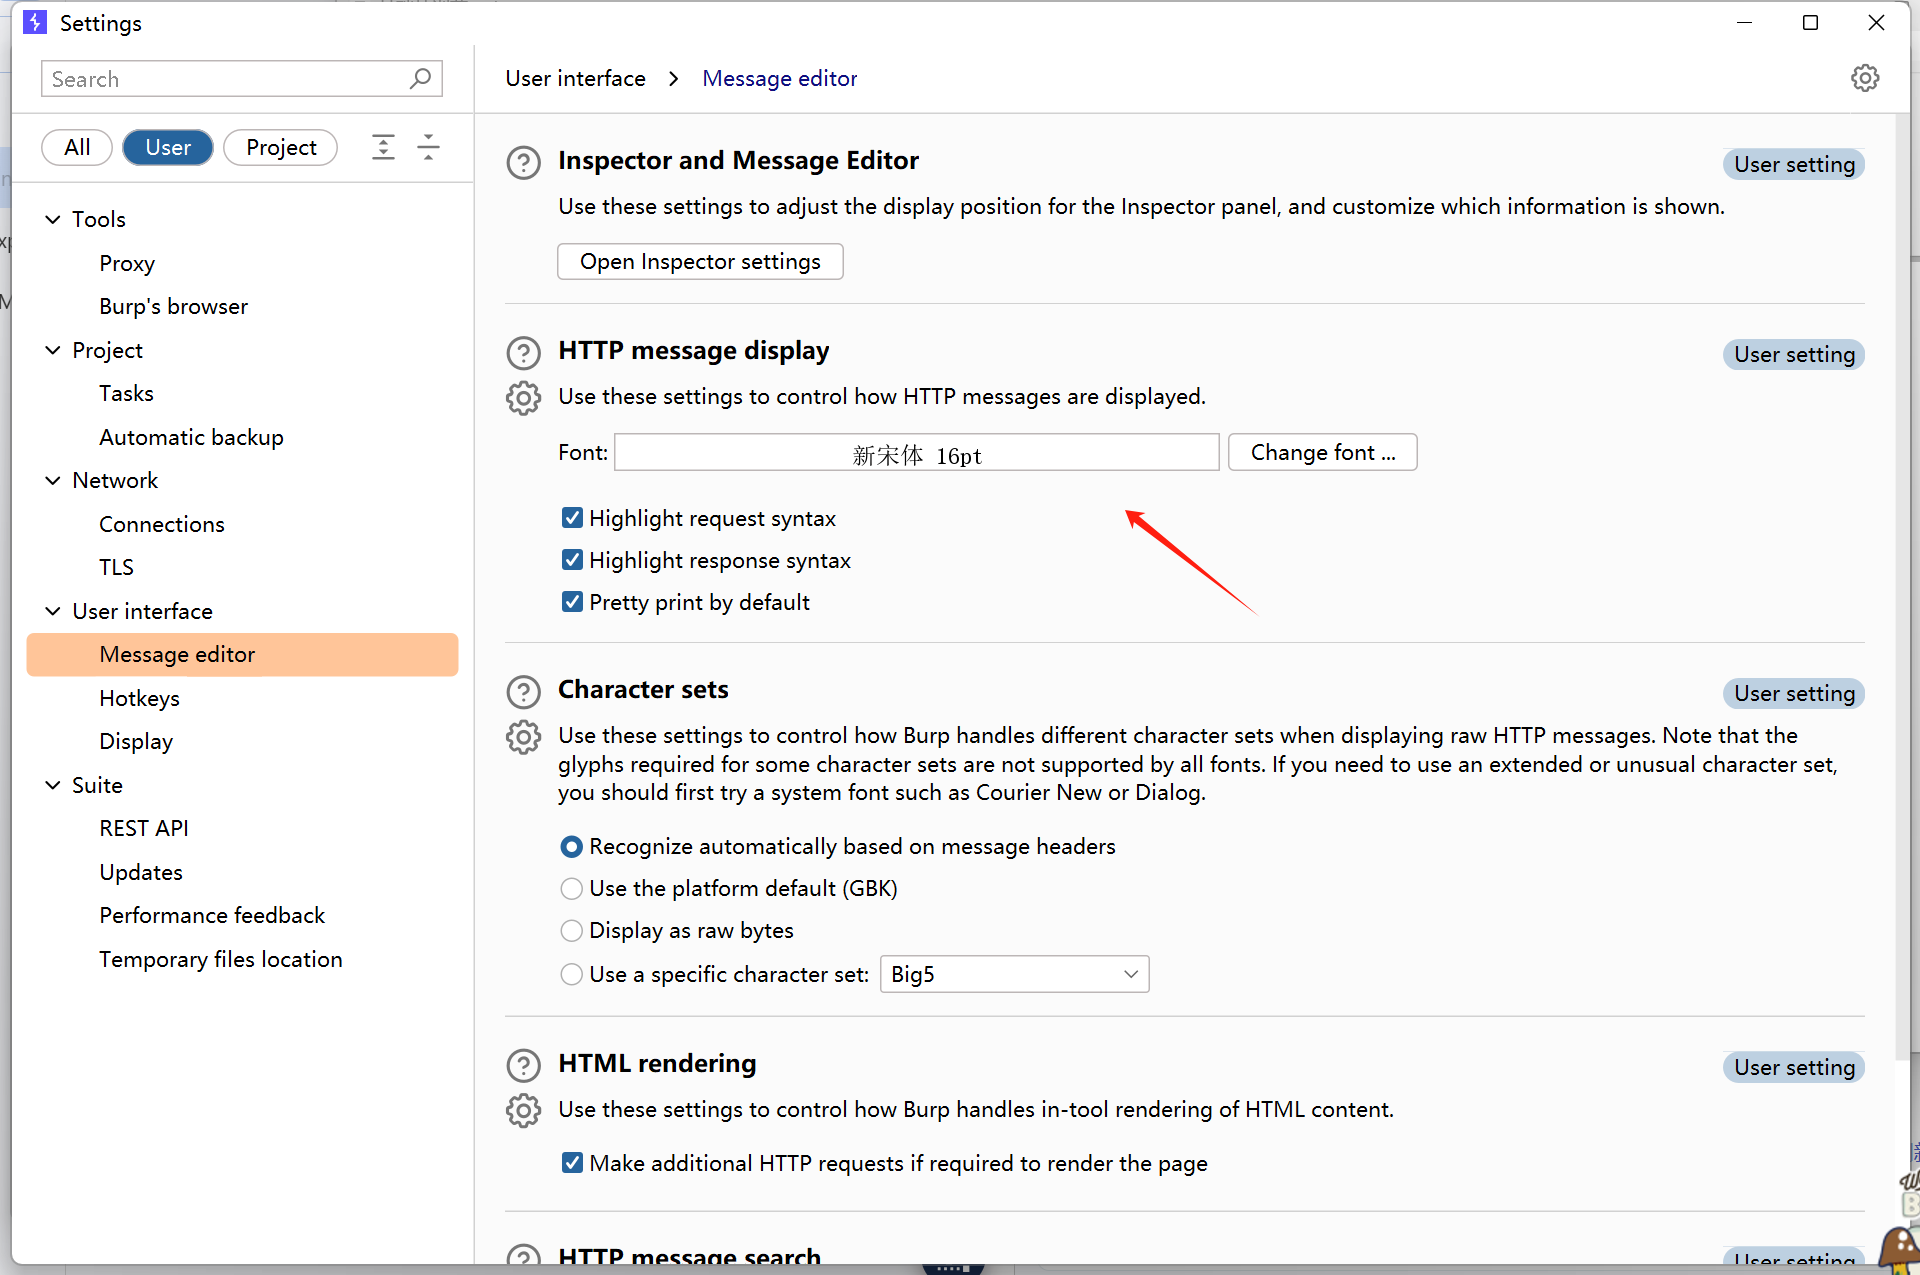 Settings
Search
All User Project
Tools
Proxy
Burp's browser
Project
Tasks
Automatic backup
Network
Connections
TLS
User interface
Message editor
Hotkeys
Display
Suite
REST API
Updates
Performance feedback
Temporary files location
User interface > Message editor
Inspector and Message Editor
User setting
Use these settings to adjust the display position for the Inspector panel, and customize which information is shown.
Open Inspector settings
HTTP message display
User setting
Use these settings to control how HTTP messages are displayed.
Font: 新宋体 16pt Change font ...
Highlight request syntax
Highlight response syntax
Pretty print by default
Character sets
User setting
Use these settings to control how Burp handles different character sets when displaying raw HTTP messages. Note that the
glyphs required for some character sets are not supported by all fonts. If you need to use an extended or unusual character set,
you should first try a system font such as Courier New or Dialog.
Recognize automatically based on message headers
Use the platform default (GBK)
Display as raw bytes
Use a specific character set: Big5
HTML rendering
User setting
Use these settings to control how Burp handles in-tool rendering of HTML content.
Make additional HTTP requests if required to render the page
HTTP message search
User setting